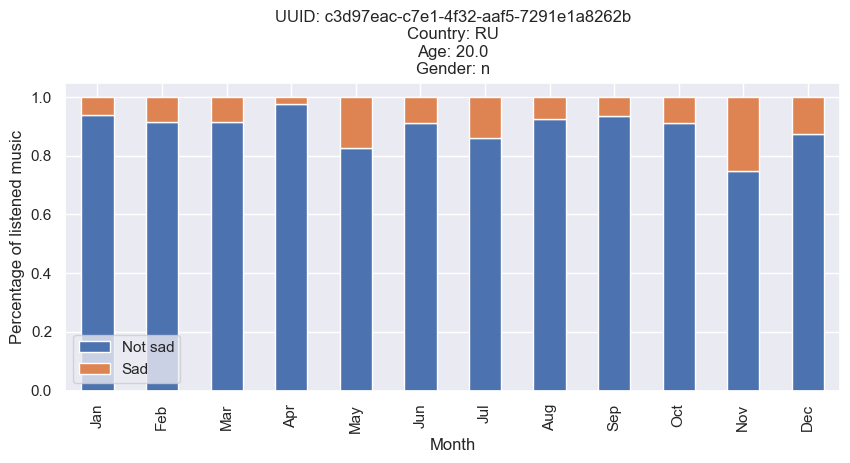 UUID: c3d97eac-c7e1-4f32-aaf5-7291e1a8262b
Country: RU
Age: 20.0
Gender: n
Percentage of listened music
1.0
0.8
0.6
0.4
0.2
0.0
Not sad
Sad
Jan
Feb
Mar
Apr
May
Jun
Jul
Aug
Sep
Oct
Nov
Dec
Month